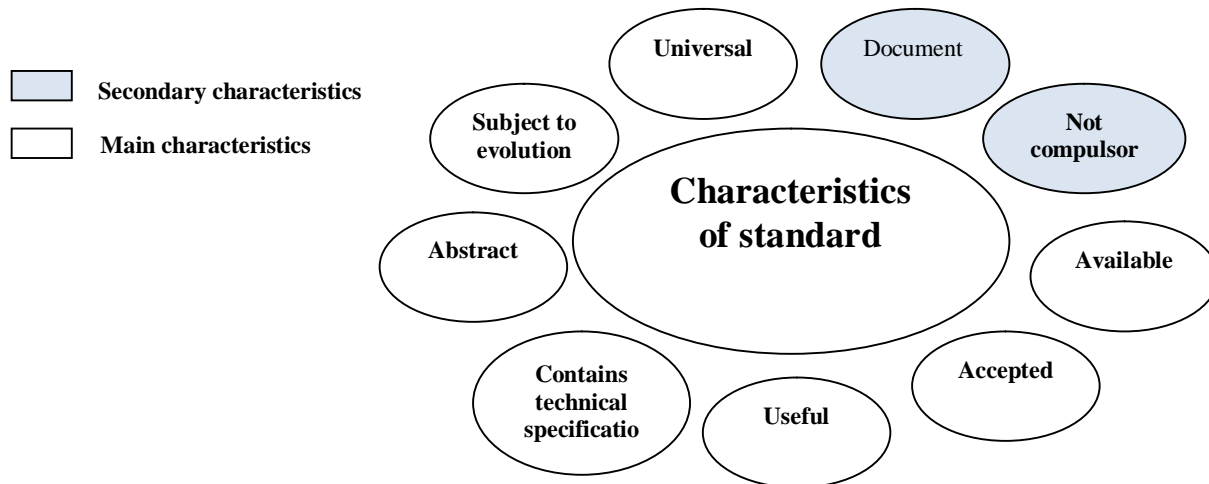 Secondary characteristics
Main characteristics
Universal
Document
Subject to
evolution
Not
compulsor
Characteristics
of standard
Abstract
Available
Contains
technical
specificatio
Useful
Accepted